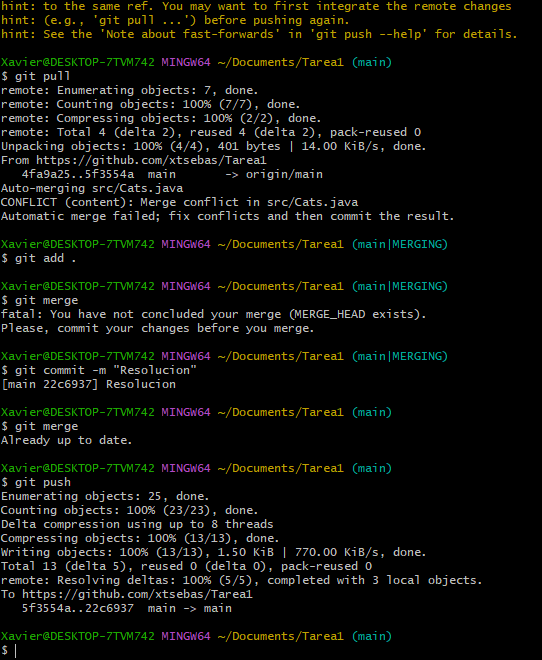 hint: to the same ref. You may want to first integrate the remote changes
hint: (e.g., 'git pull ...') before pushing again.
hint: See the 'Note about fast-forwards' in 'git push --help' for details.
Xavier@DESKTOP-7TVM742 MINGW64 ~/Documents/Tarea1 (main)
$ git pull
remote: Enumerating objects: 7, done.
remote: Counting objects: 100% (7/7), done.
remote: Compressing objects: 100% (2/2), done.
remote: Total 4 (delta 2), reused 4 (delta 2), pack-reused 0
Unpacking objects: 100% (4/4), 401 bytes | 14.00 KiB/s, done.
From https://github.com/xtsebas/Tarea1
   4fa9a25..5f3554a  main       -> origin/main
Auto-merging src/Cats.java
CONFLICT (content): Merge conflict in src/Cats.java
Automatic merge failed; fix conflicts and then commit the result.
Xavier@DESKTOP-7TVM742 MINGW64 ~/Documents/Tarea1 (main|MERGING)
$ git add .
Xavier@DESKTOP-7TVM742 MINGW64 ~/Documents/Tarea1 (main|MERGING)
$ git merge
fatal: You have not concluded your merge (MERGE_HEAD exists).
Please, commit your changes before you merge.
Xavier@DESKTOP-7TVM742 MINGW64 ~/Documents/Tarea1 (main|MERGING)
$ git commit -m "Resolucion"
[main 22c6937] Resolucion
Xavier@DESKTOP-7TVM742 MINGW64 ~/Documents/Tarea1 (main)
$ git merge
Already up to date.
Xavier@DESKTOP-7TVM742 MINGW64 ~/Documents/Tarea1 (main)
$ git push
Enumerating objects: 25, done.
Counting objects: 100% (23/23), done.
Delta compression using up to 8 threads
Compressing objects: 100% (13/13), done.
Writing objects: 100% (13/13), 1.50 KiB | 770.00 KiB/s, done.
Total 13 (delta 5), reused 0 (delta 0), pack-reused 0
remote: Resolving deltas: 100% (5/5), completed with 3 local objects.
To https://github.com/xtsebas/Tarea1
   5f3554a..22c6937  main -> main
Xavier@DESKTOP-7TVM742 MINGW64 ~/Documents/Tarea1 (main)
$